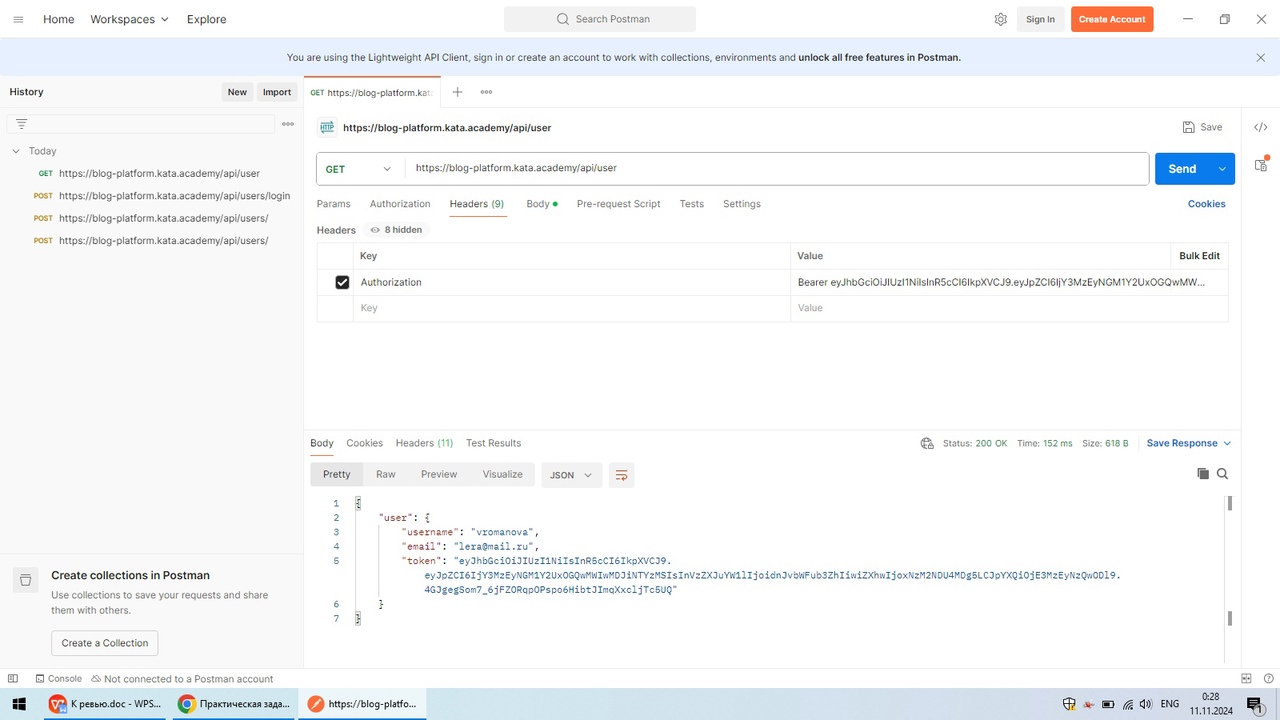 Home Workspaces Explore Search Postman Sign In Create Account
You are using the Lightweight API Client, sign in or create an account to work with collections, environments and unlock all free features in Postman.
History New Import
GET https://blog-platform.kata
Today
GET https://blog-platform.kata.academy/api/user
POST https://blog-platform.kata.academy/api/users/login
POST https://blog-platform.kata.academy/api/users/
POST https://blog-platform.kata.academy/api/users/
HTTP https://blog-platform.kata.academy/api/user Save
GET https://blog-platform.kata.academy/api/user Send
Params Authorization Headers (9) Body Pre-request Script Tests Settings Cookies
Headers 8 hidden
Key Value Bulk Edit
Authorization Bearer eyJhbGciOiJIUzI1NiIsInR5cCI6IkpXVCJ9.eyJpZCI6IjY3MzEyNGM1Y2UxOGQwMW...
Key Value
Body Cookies Headers (11) Test Results Status: 200 OK Time: 152 ms Size: 618 B Save Response
Pretty Raw Preview Visualize JSON
1 {
2 "user": {
3 "username": "vromanova",
4 "email": "lera@mail.ru",
5 "token": "eyJhbGciOiJIUzI1NiIsInR5cCI6IkpXVCJ9.
6 }
7 }
Create collections in Postman
Use collections to save your requests and share
them with others.
Create a Collection
Console Not connected to a Postman account
К ревью.doc - WPS... Практическая зада... https://blog-platfo... ENG 0:28
11.11.2024
1